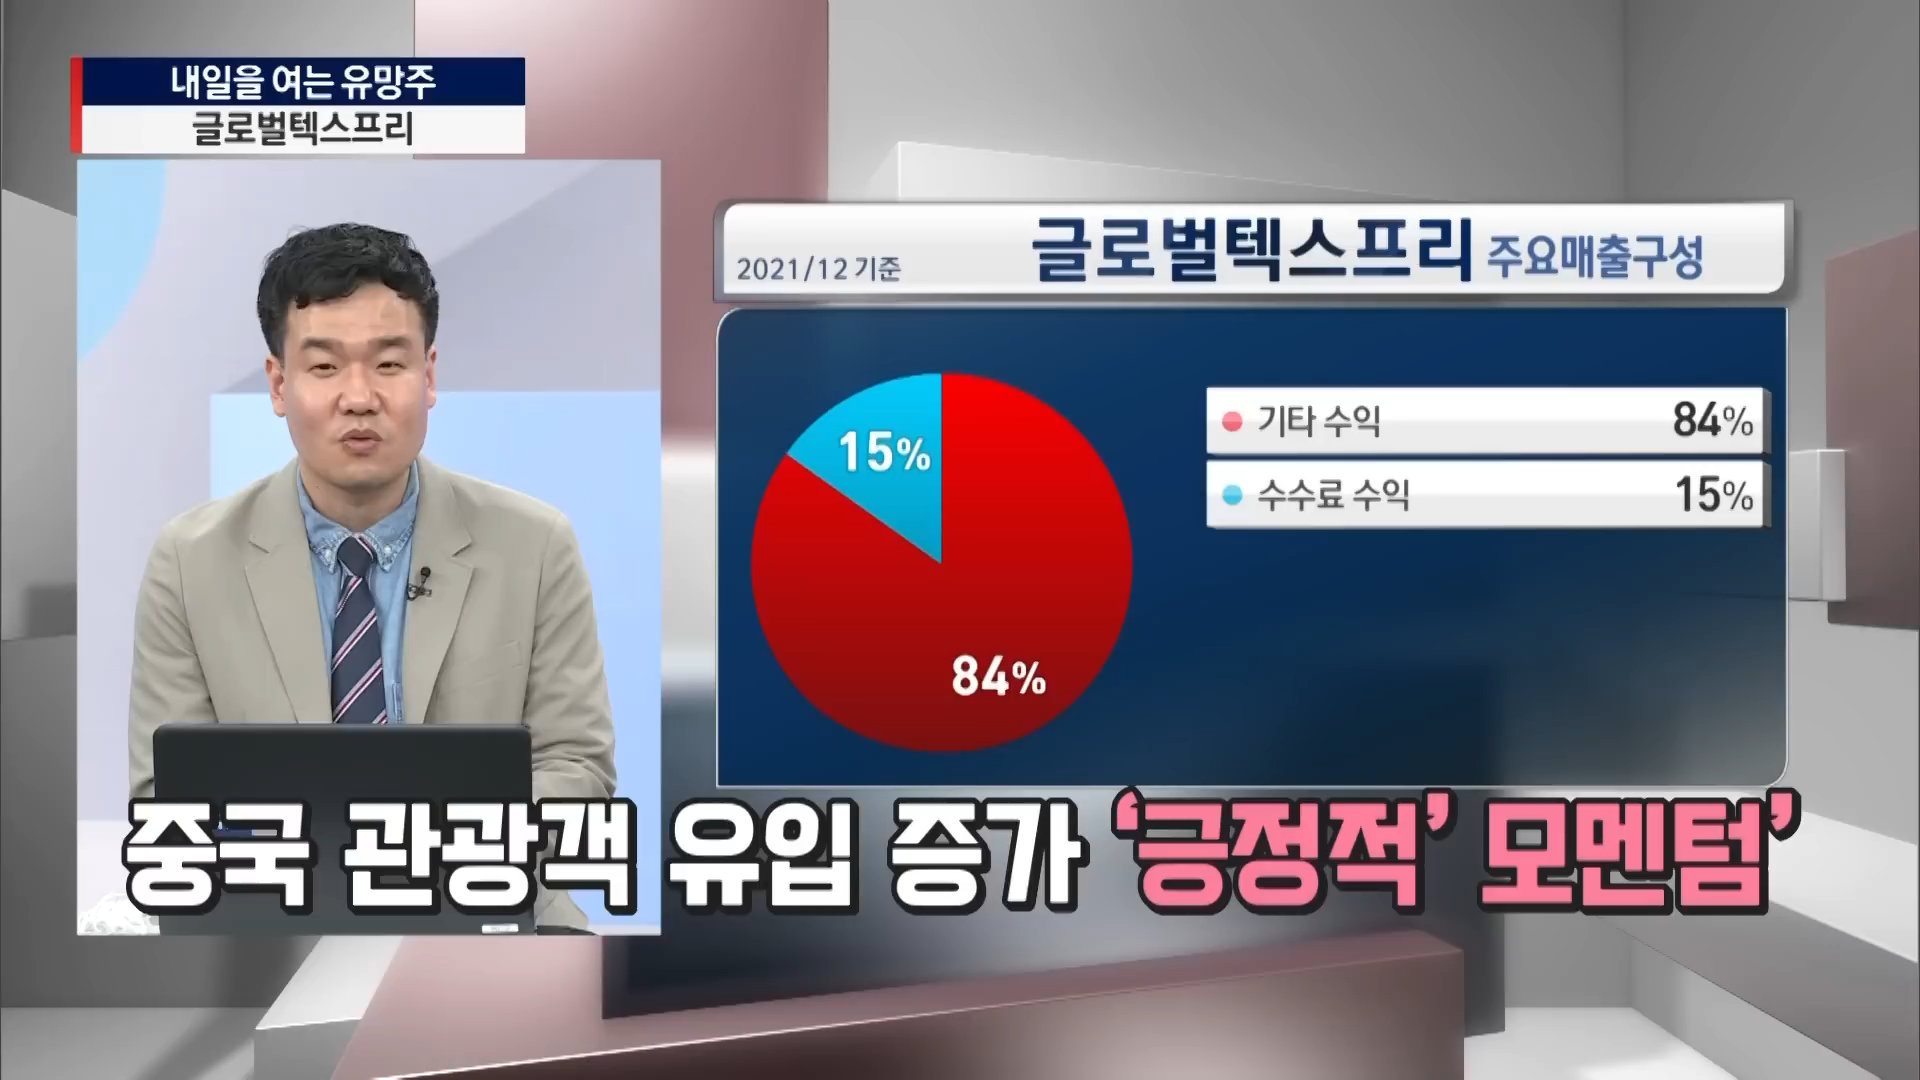 내일을 여는 유망주
글로벌텍스프리
2021/12 기준
글로벌텍스프리 주요매출구성
15%
84%
기타 수익 84%
수수료 수익 15%
중국 관광객 유입 증가 ‘긍정적’ 모멘텀’